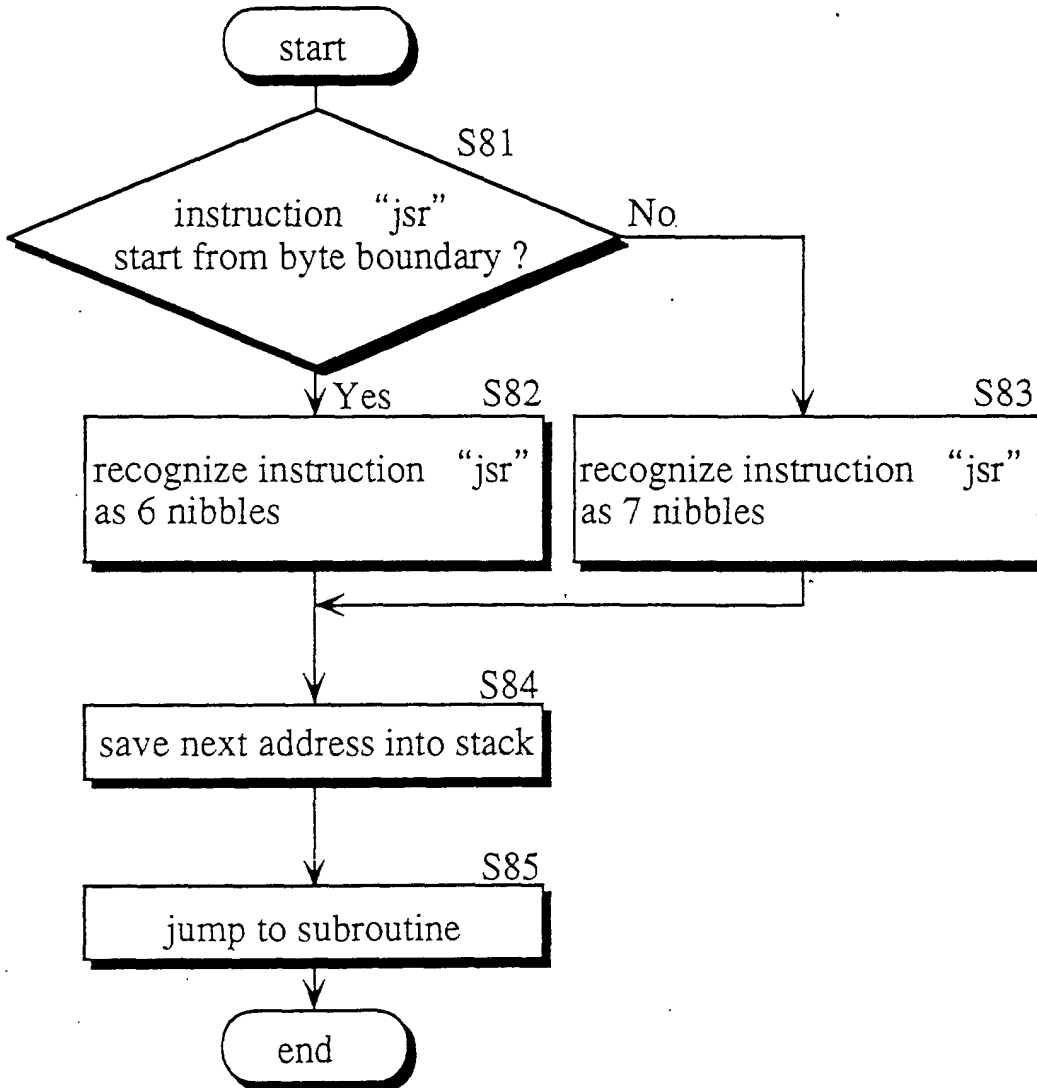 start
S81
instruction “jsr”
start from byte boundary ?
No
Yes
S82
recognize instruction “jsr”
as 6 nibbles
S83
recognize instruction “jsr”
as 7 nibbles
S84
save next address into stack
S85
jump to subroutine
end